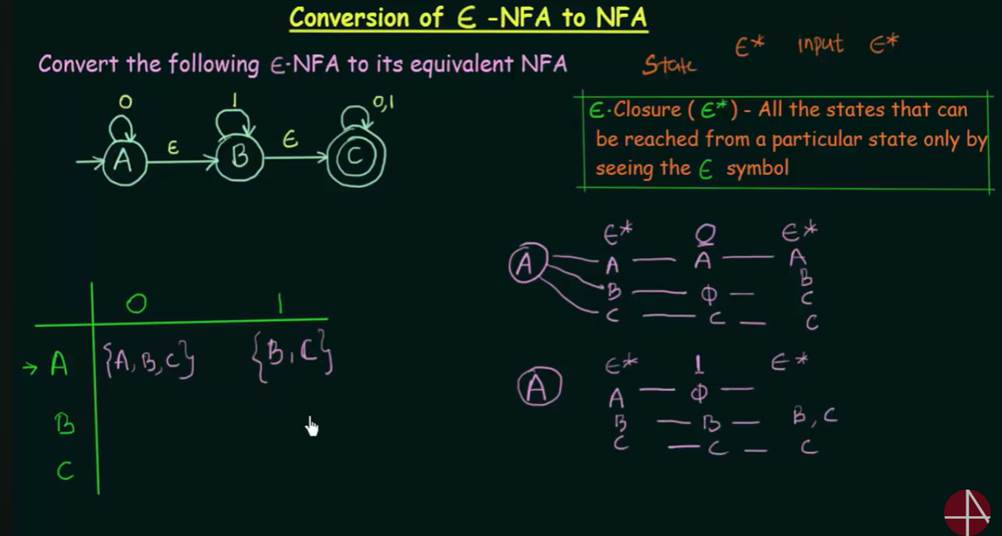 Conversion of ϵ -NFA to NFA
Convert the following ϵ-NFA to its equivalent NFA
State ϵ* input ϵ*
ϵ-Closure ( ϵ* ) - All the states that can
be reached from a particular state only by
seeing the ϵ symbol
0 1 0,1
A ϵ B ϵ C
ϵ* 0 ϵ*
A A A A
B
B Φ C
C C C
0 1
A {A, B, C} {B, C}
B
C
ϵ* 1 ϵ*
A A Φ
B B B, C
C C C